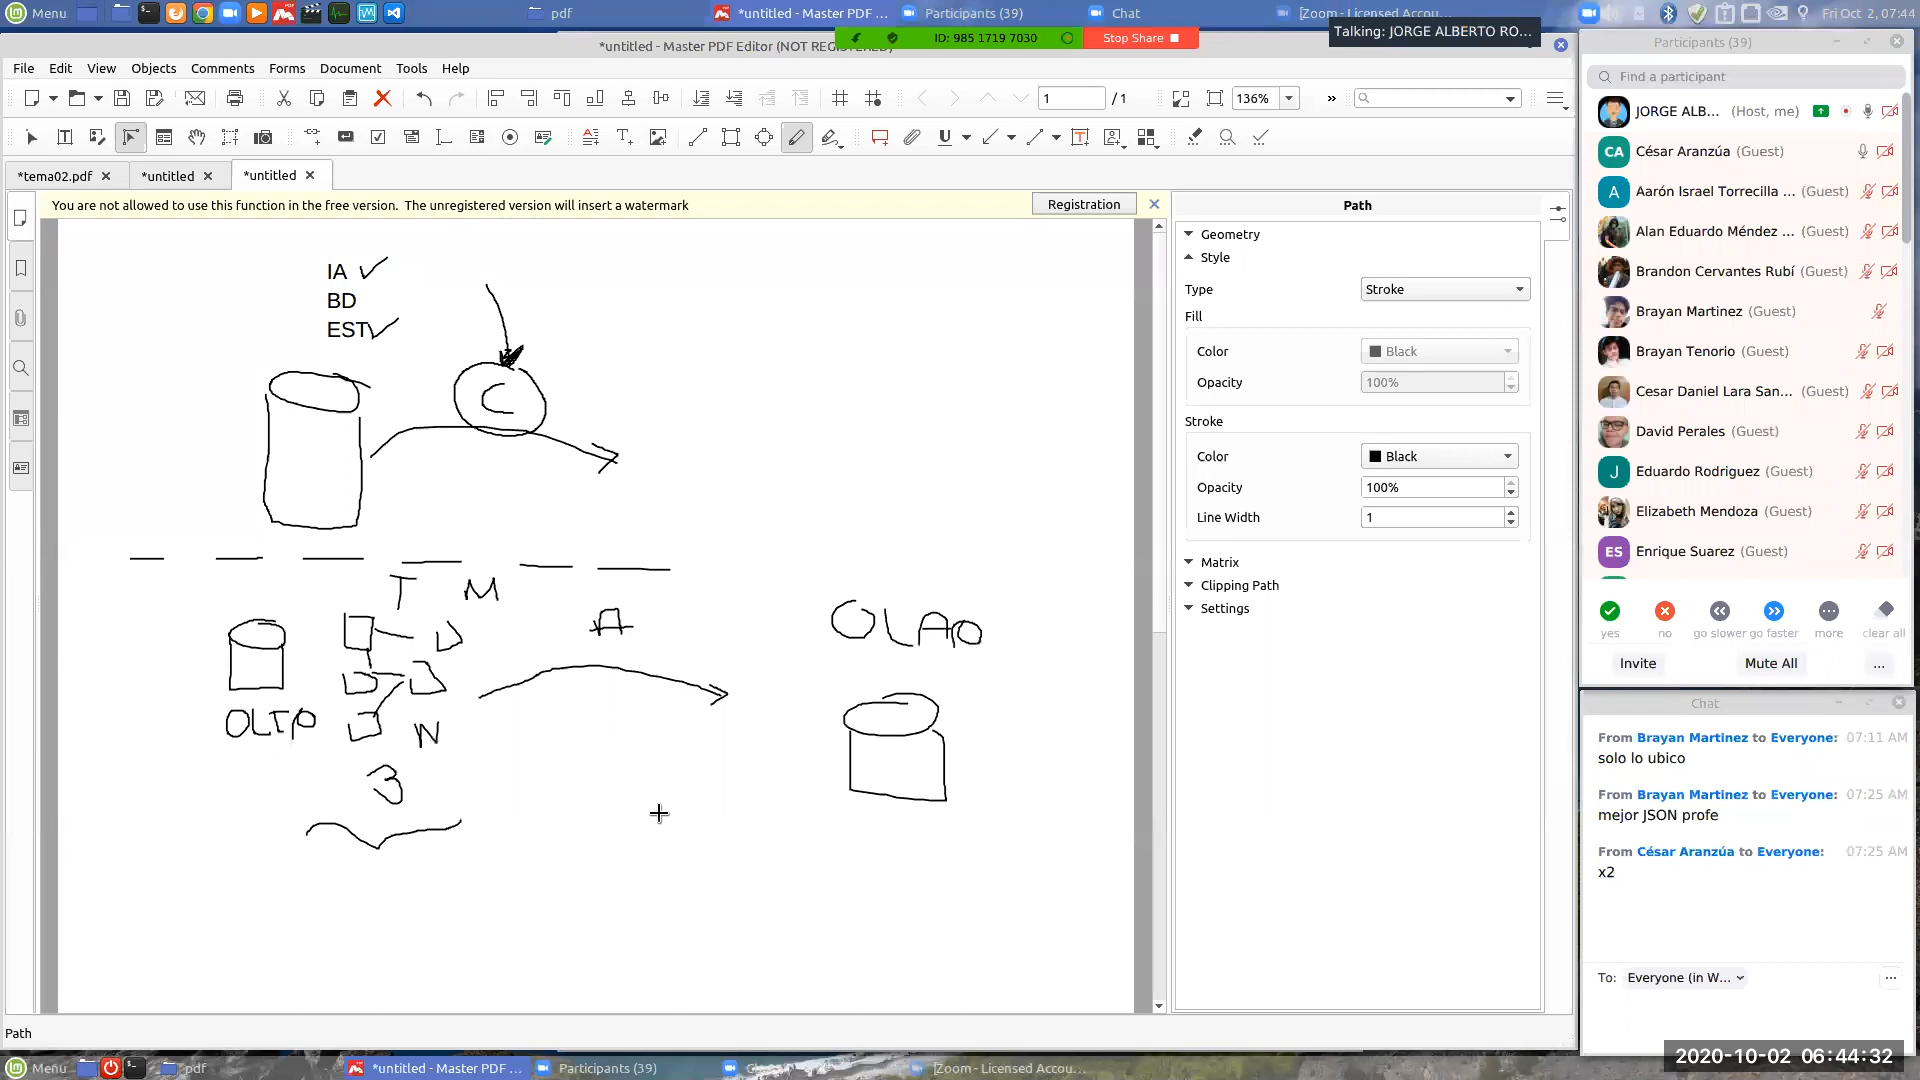 Menu
pdf
*untitled - Master PDF ...
Participants (39)
Chat
[Zoom - Licensed Accou...
Fri Oct 2, 07:44
*untitled - Master PDF Editor (NOT REGISTERED)
ID: 985 1719 7030
Stop Share
Talking: JORGE ALBERTO RO...
File Edit View Objects Comments Forms Document Tools Help
1 / 1
136%
*tema02.pdf
*untitled
*untitled
You are not allowed to use this function in the free version. The unregistered version will insert a watermark
Registration
IA
BD
EST
C
T M
A
D
OLAP
OLTP
D
N
3
Path
Geometry
Style
Type Stroke
Fill
Color Black
Opacity 100%
Stroke
Color Black
Opacity 100%
Line Width 1
Matrix
Clipping Path
Settings
Participants (39)
Find a participant
JORGE ALB... (Host, me)
CA César Aranzúa (Guest)
A Aarón Israel Torrecilla ... (Guest)
Alan Eduardo Méndez ... (Guest)
Brandon Cervantes Rubí (Guest)
Brayan Martinez (Guest)
Brayan Tenorio (Guest)
Cesar Daniel Lara San... (Guest)
David Perales (Guest)
J Eduardo Rodriguez (Guest)
Elizabeth Mendoza (Guest)
ES Enrique Suarez (Guest)
yes no go slower go faster more clear all
Invite Mute All ...
Chat
From Brayan Martinez to Everyone: 07:11 AM
solo lo ubico
From Brayan Martinez to Everyone: 07:25 AM
mejor JSON profe
From César Aranzúa to Everyone: 07:25 AM
x2
To: Everyone (in W...
Path
Menu
pdf
*untitled - Master PDF ...
Participants (39)
[Zoom - Licensed Accou...
2020-10-02 06:44:32